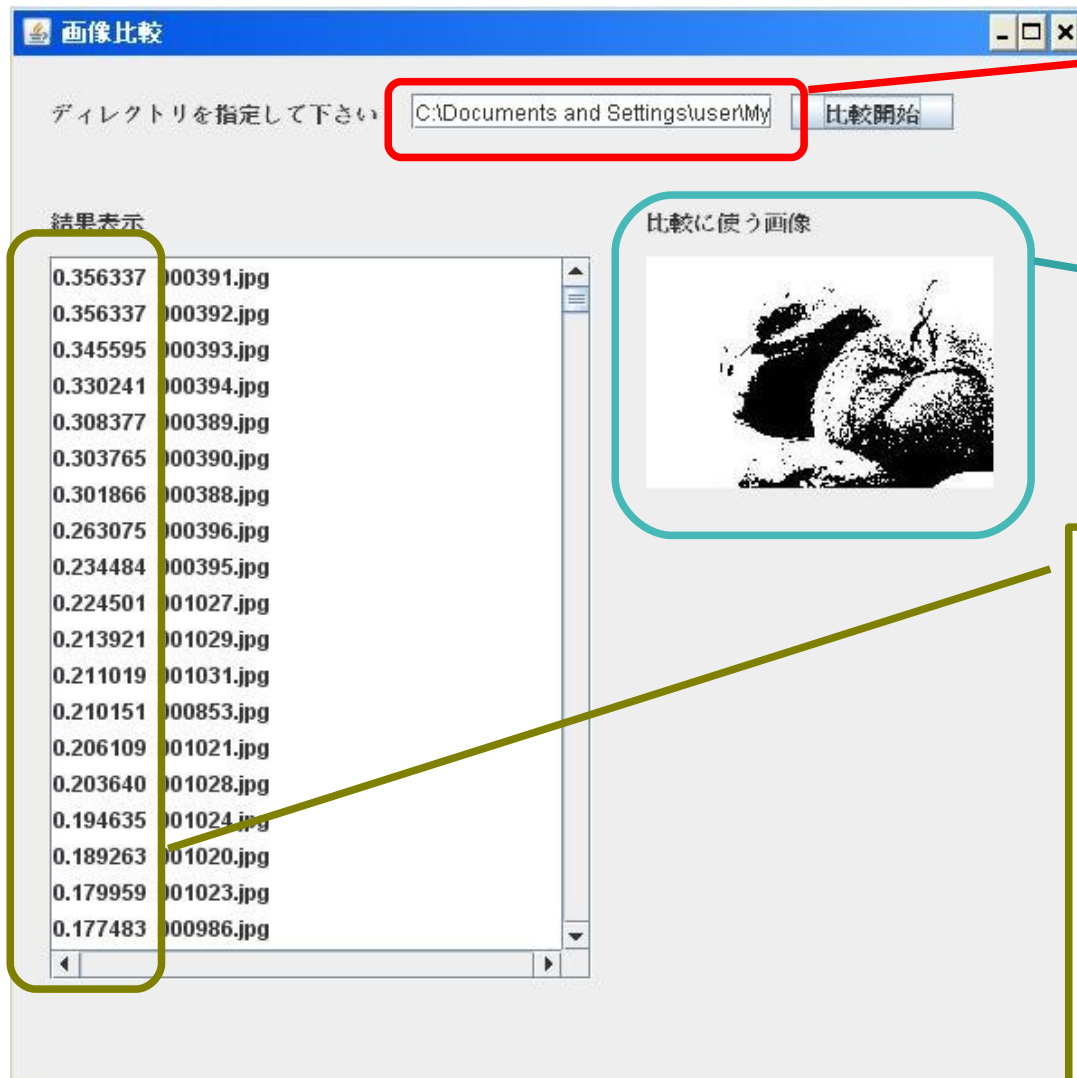 画像比較
ディレクトリを指定して下さい C:\Documents and Settings\user\My 比較開始
結果表示 比較に使う画像
0.356337 000391.jpg
0.356337 000392.jpg
0.345595 000393.jpg
0.330241 000394.jpg
0.308377 000389.jpg
0.303765 000390.jpg
0.301866 000388.jpg
0.263075 000396.jpg
0.234484 000395.jpg
0.224501 001027.jpg
0.213921 001029.jpg
0.211019 001031.jpg
0.210151 000853.jpg
0.206109 001021.jpg
0.203640 001028.jpg
0.194635 001024.jpg
0.189263 001020.jpg
0.179959 001023.jpg
0.177483 000986.jpg